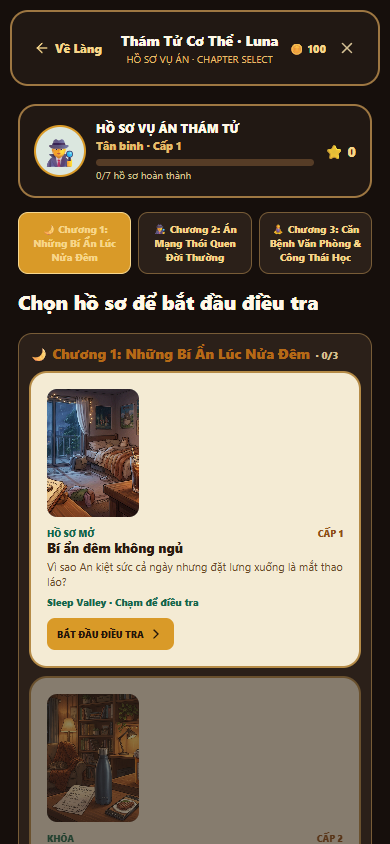 Về Làng
Thám Tử Cơ Thể · Luna
HỒ SƠ VỤ ÁN · CHAPTER SELECT
100
HỒ SƠ VỤ ÁN THÁM TỬ
Tân binh · Cấp 1
0
0/7 hồ sơ hoàn thành
Chương 1:
Những Bí Ẩn Lúc
Nửa Đêm
Chương 2: Án
Mạng Thói Quen
Đời Thường
Chương 3: Căn
Bệnh Văn Phòng &
Công Thái Học
Chọn hồ sơ để bắt đầu điều tra
Chương 1: Những Bí Ẩn Lúc Nửa Đêm · 0/3
HỒ SƠ MỞ
CẤP 1
Bí ẩn đêm không ngủ
Vì sao An kiệt sức cả ngày nhưng đặt lưng xuống là mắt thao
láo?
Sleep Valley · Chạm để điều tra
BẮT ĐẦU ĐIỀU TRA
KHÓA
CẤP 2